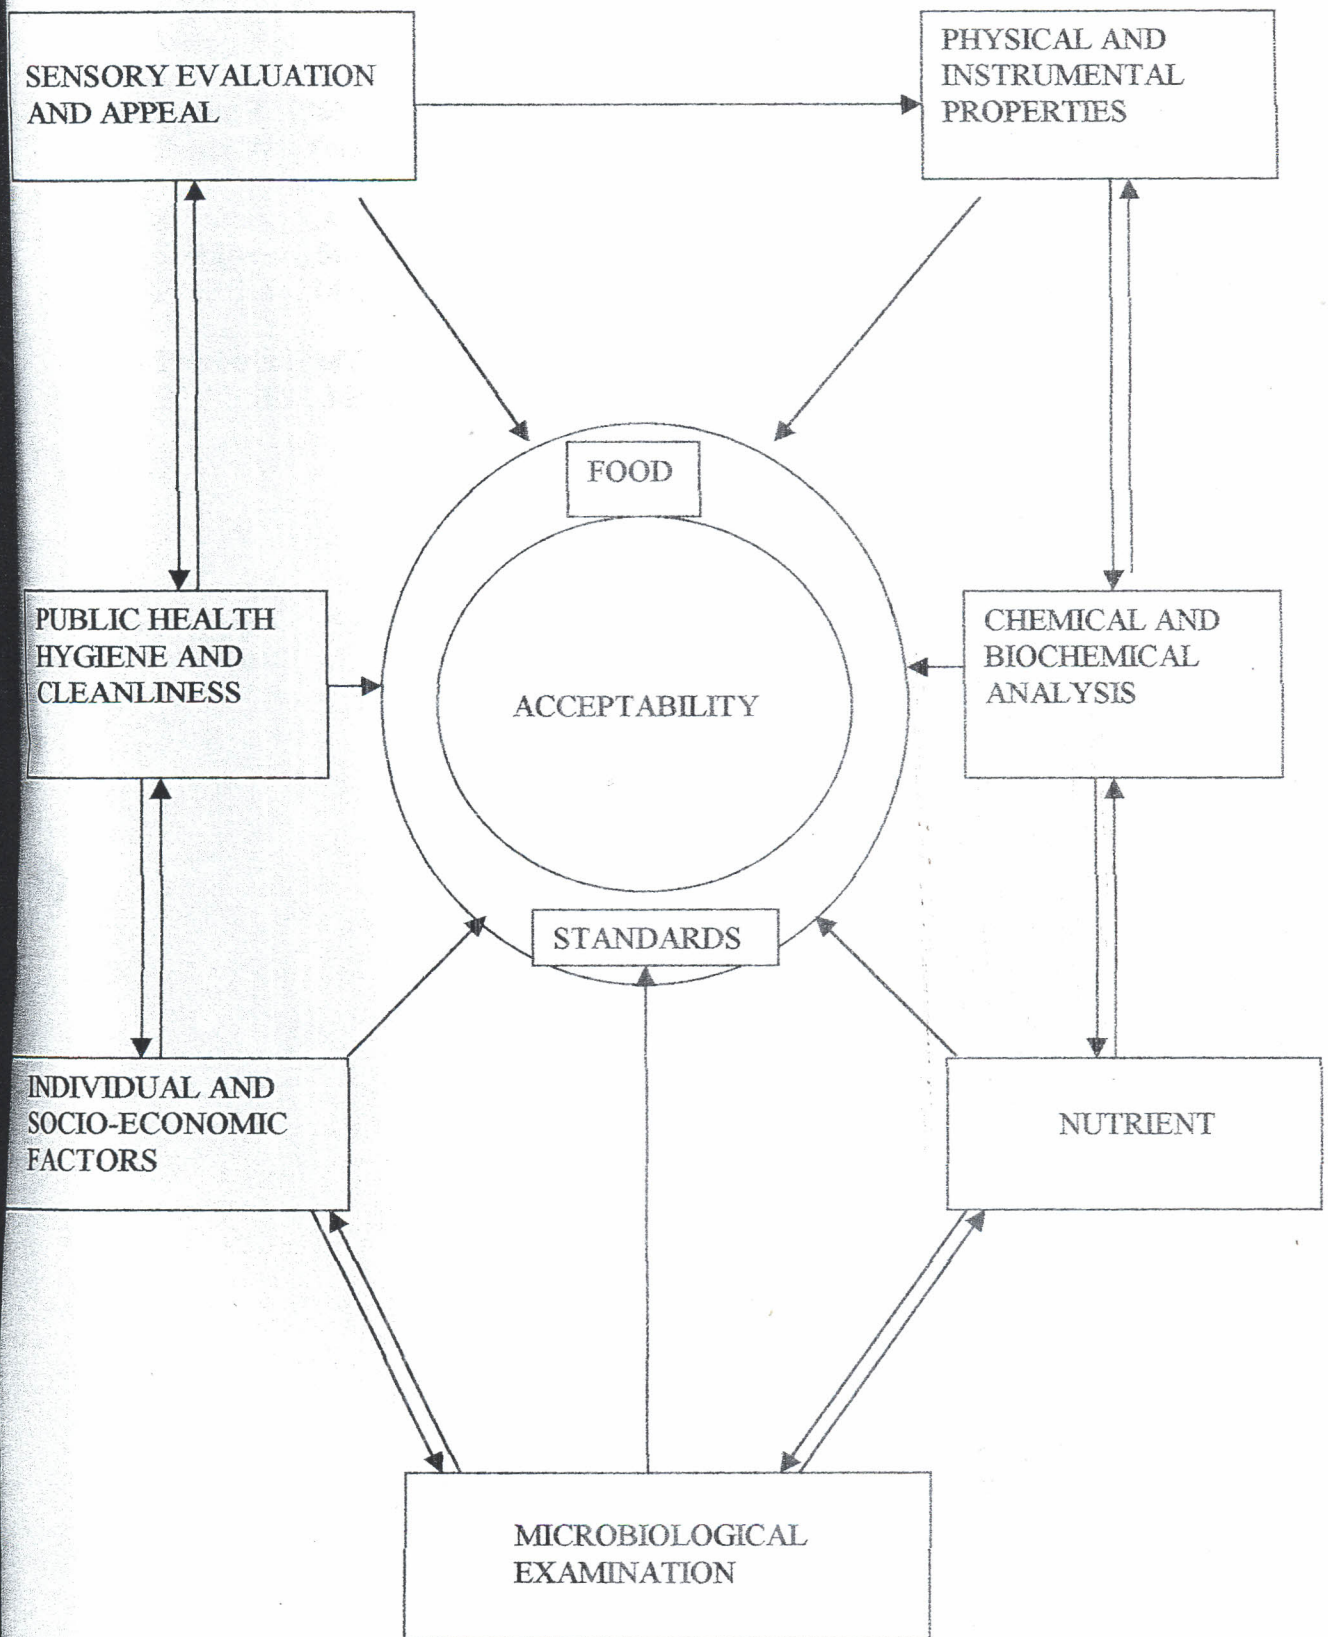 SENSORY EVALUATION
AND APPEAL
PHYSICAL AND
INSTRUMENTAL
PROPERTIES
FOOD
PUBLIC HEALTH
HYGIENE AND
CLEANLINESS
ACCEPTABILITY
CHEMICAL AND
BIOCHEMICAL
ANALYSIS
STANDARDS
INDIVIDUAL AND
SOCIO-ECONOMIC
FACTORS
NUTRIENT
MICROBIOLOGICAL
EXAMINATION